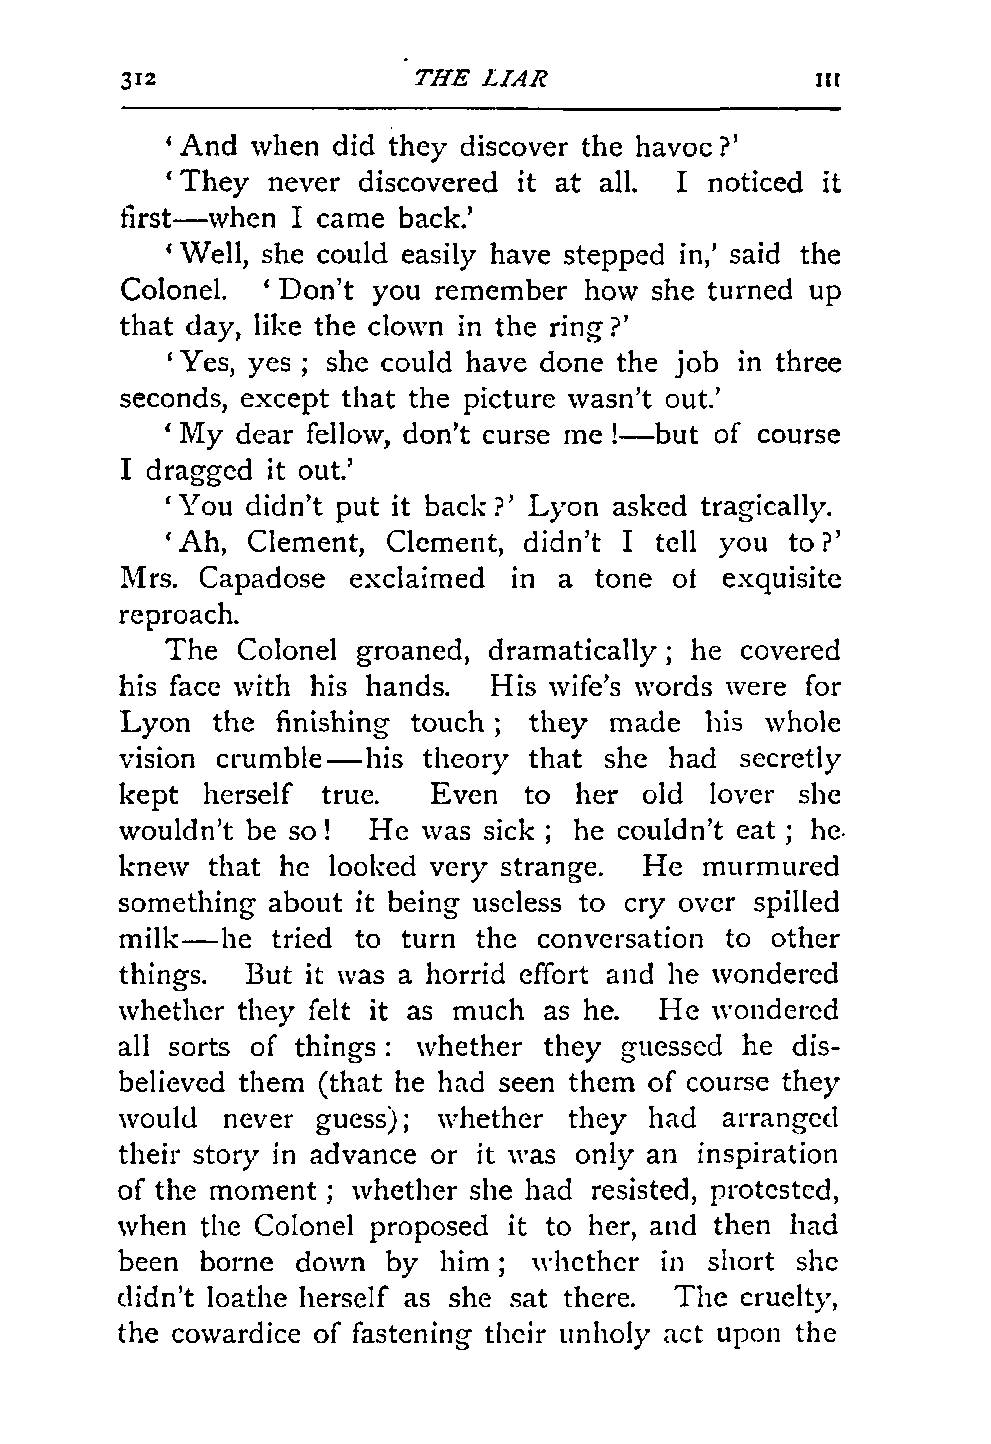 312 THE LIAR III
‘And when did they discover the havoc?’
‘They never discovered it at all. I noticed it
first—when I came back.’
‘Well, she could easily have stepped in,’ said the
Colonel. ‘Don't you remember how she turned up
that day, like the clown in the ring?’
‘Yes, yes; she could have done the job in three
seconds, except that the picture wasn't out.’
‘My dear fellow, don't curse me!—but of course
I dragged it out.’
‘You didn't put it back?’ Lyon asked tragically.
‘Ah, Clement, Clement, didn't I tell you to?’
Mrs. Capadose exclaimed in a tone of exquisite
reproach.
The Colonel groaned, dramatically; he covered
his face with his hands. His wife's words were for
Lyon the finishing touch; they made his whole
vision crumble—his theory that she had secretly
kept herself true. Even to her old lover she
wouldn't be so! He was sick; he couldn't eat; he
knew that he looked very strange. He murmured
something about it being useless to cry over spilled
milk—he tried to turn the conversation to other
things. But it was a horrid effort and he wondered
whether they felt it as much as he. He wondered
all sorts of things: whether they guessed he dis-
believed them (that he had seen them of course they
would never guess); whether they had arranged
their story in advance or it was only an inspiration
of the moment; whether she had resisted, protested,
when the Colonel proposed it to her, and then had
been borne down by him; whether in short she
didn't loathe herself as she sat there. The cruelty,
the cowardice of fastening their unholy act upon the